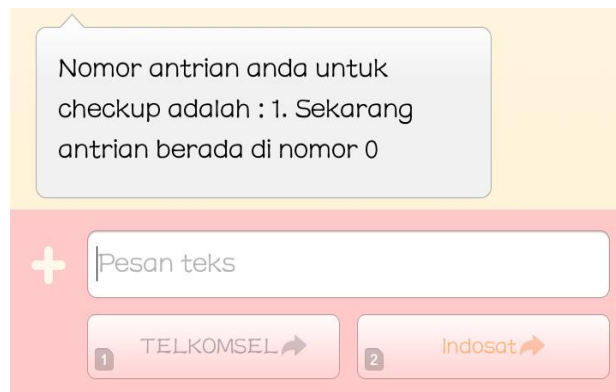 Nomor antrian anda untuk
checkup adalah : 1. Sekarang
antrian berada di nomor 0
Pesan teks
1 TELKOMSEL
2 Indosat